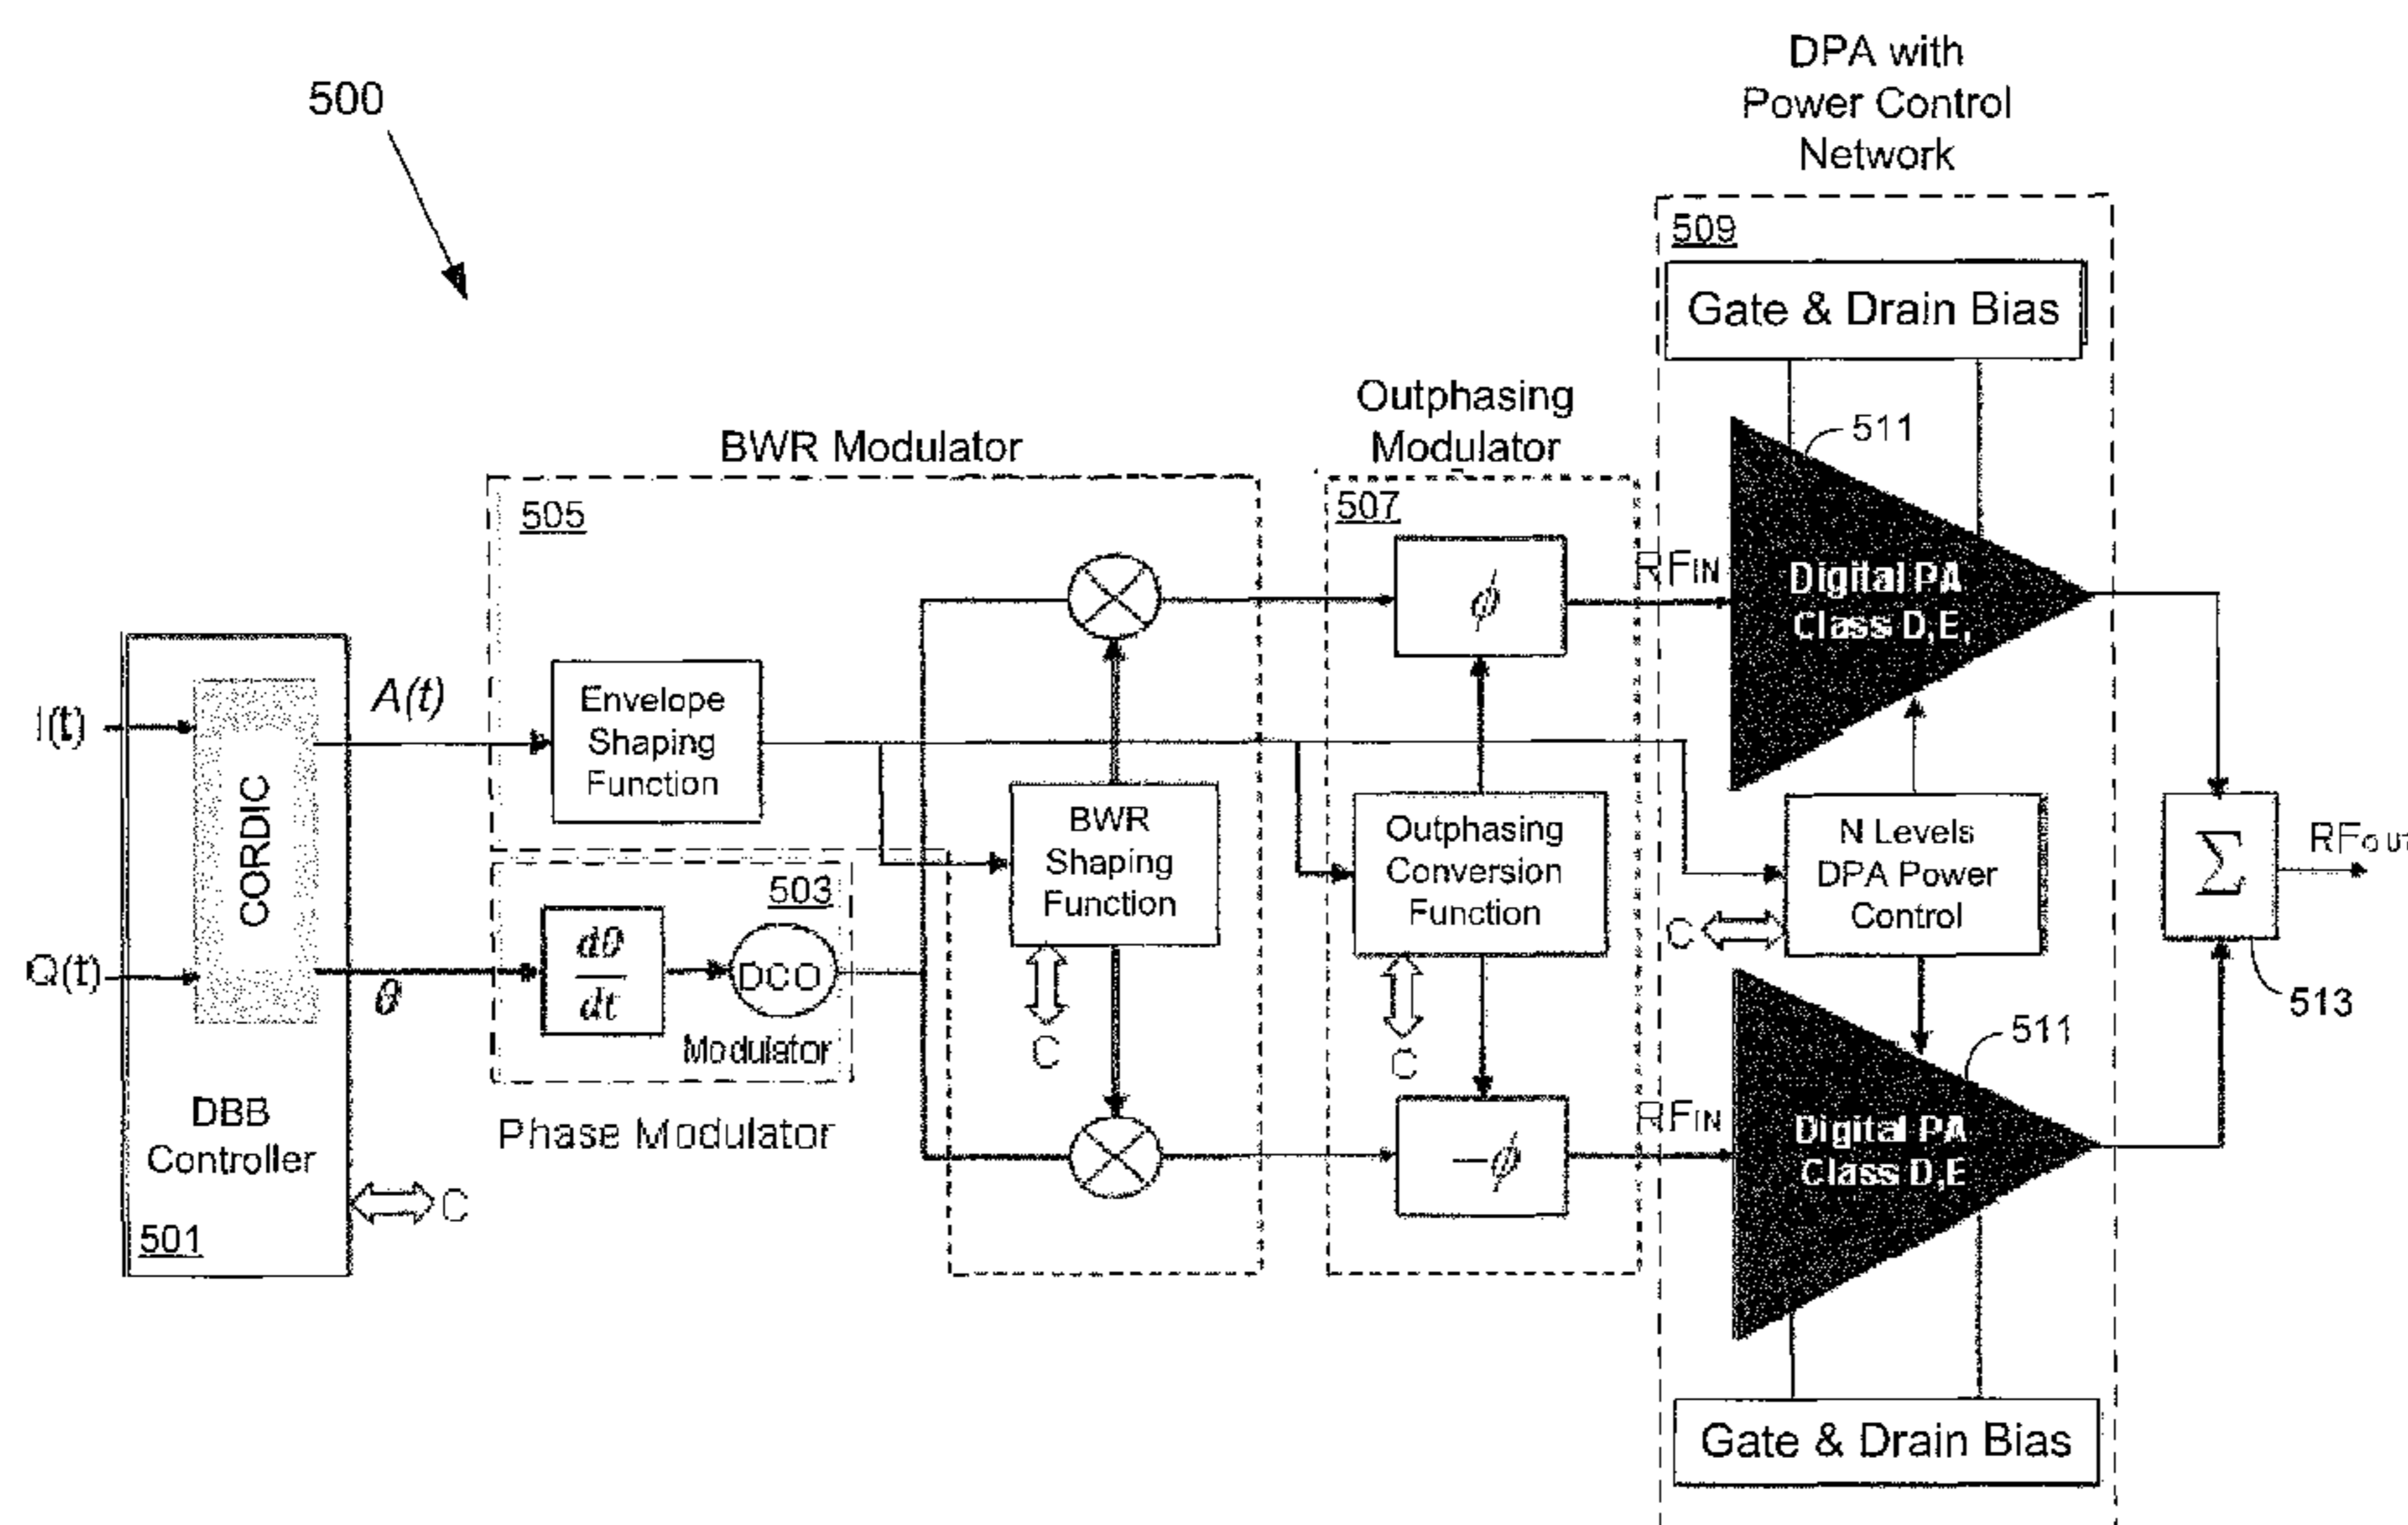 DPA with
Power Control
Network
500
509
Gate & Drain Bias
Outphasing
Modulator
BWR Modulator
511
505
507
ϕ
RFIN
Digital PA
Class D,E,
I(t)
A(t)
Envelope
Shaping
Function
CORDIC
BWR
Shaping
Function
Outphasing
Conversion
Function
N Levels
DPA Power
Control
Σ
RFout
503
dθ
dt
DCO
Modulator
C
Q(t)
θ
513
511
C
C
DBB
Controller
Phase Modulator
RFIN
−ϕ
Digital PA
Class D,E
C
501
Gate & Drain Bias